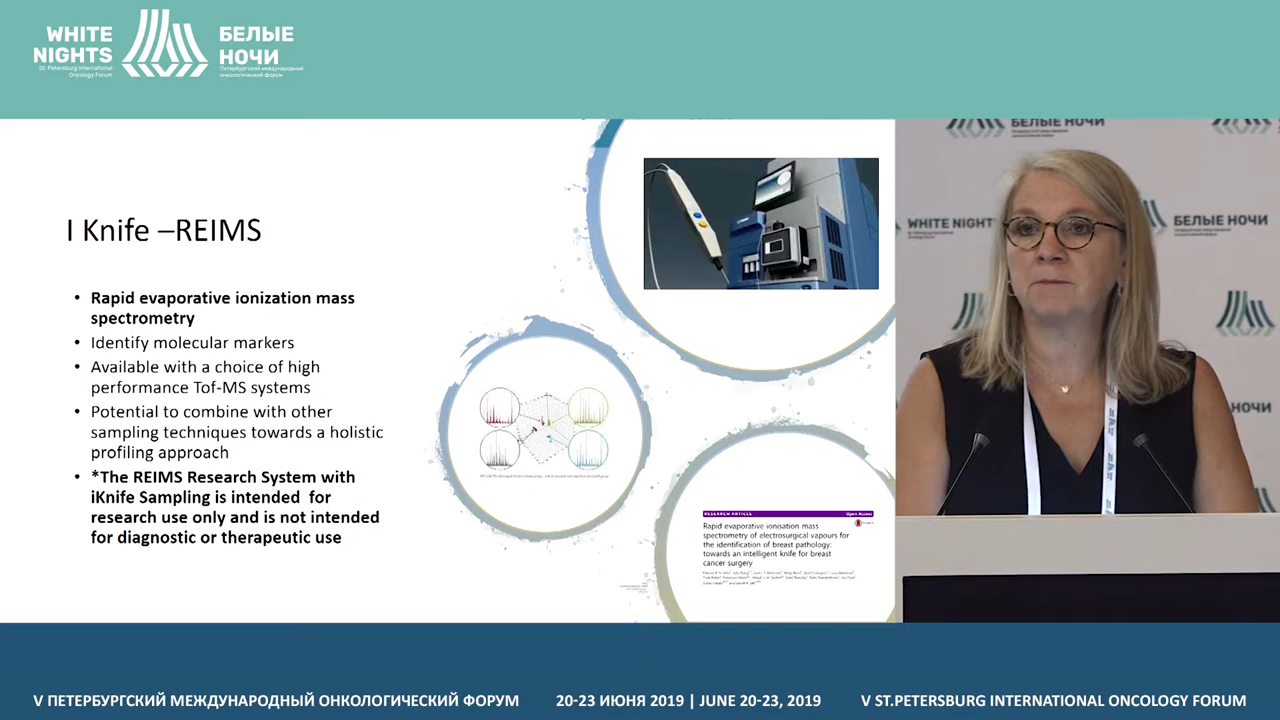 WHITE
NIGHTS
St. Petersburg International
Oncology Forum
БЕЛЫЕ
НОЧИ
Петербургский международный
онкологический форум
I Knife –REIMS
• Rapid evaporative ionization mass
spectrometry
• Identify molecular markers
• Available with a choice of high
performance Tof-MS systems
• Potential to combine with other
sampling techniques towards a holistic
profiling approach
• *The REIMS Research System with
iKnife Sampling is intended for
research use only and is not intended
for diagnostic or therapeutic use
RESEARCH ARTICLE
Open Access
Rapid evaporative ionisation mass
spectrometry of electrosurgical vapours for
the identification of breast pathology:
towards an intelligent knife for breast
cancer surgery
БЕЛЫЕ НОЧИ
WHITE NIGHT
БЕЛЫЕ НОЧИ
НОЧИ
V ПЕТЕРБУРГСКИЙ МЕЖДУНАРОДНЫЙ ОНКОЛОГИЧЕСКИЙ ФОРУМ
20-23 ИЮНЯ 2019 | JUNE 20-23, 2019
V ST.PETERSBURG INTERNATIONAL ONCOLOGY FORUM